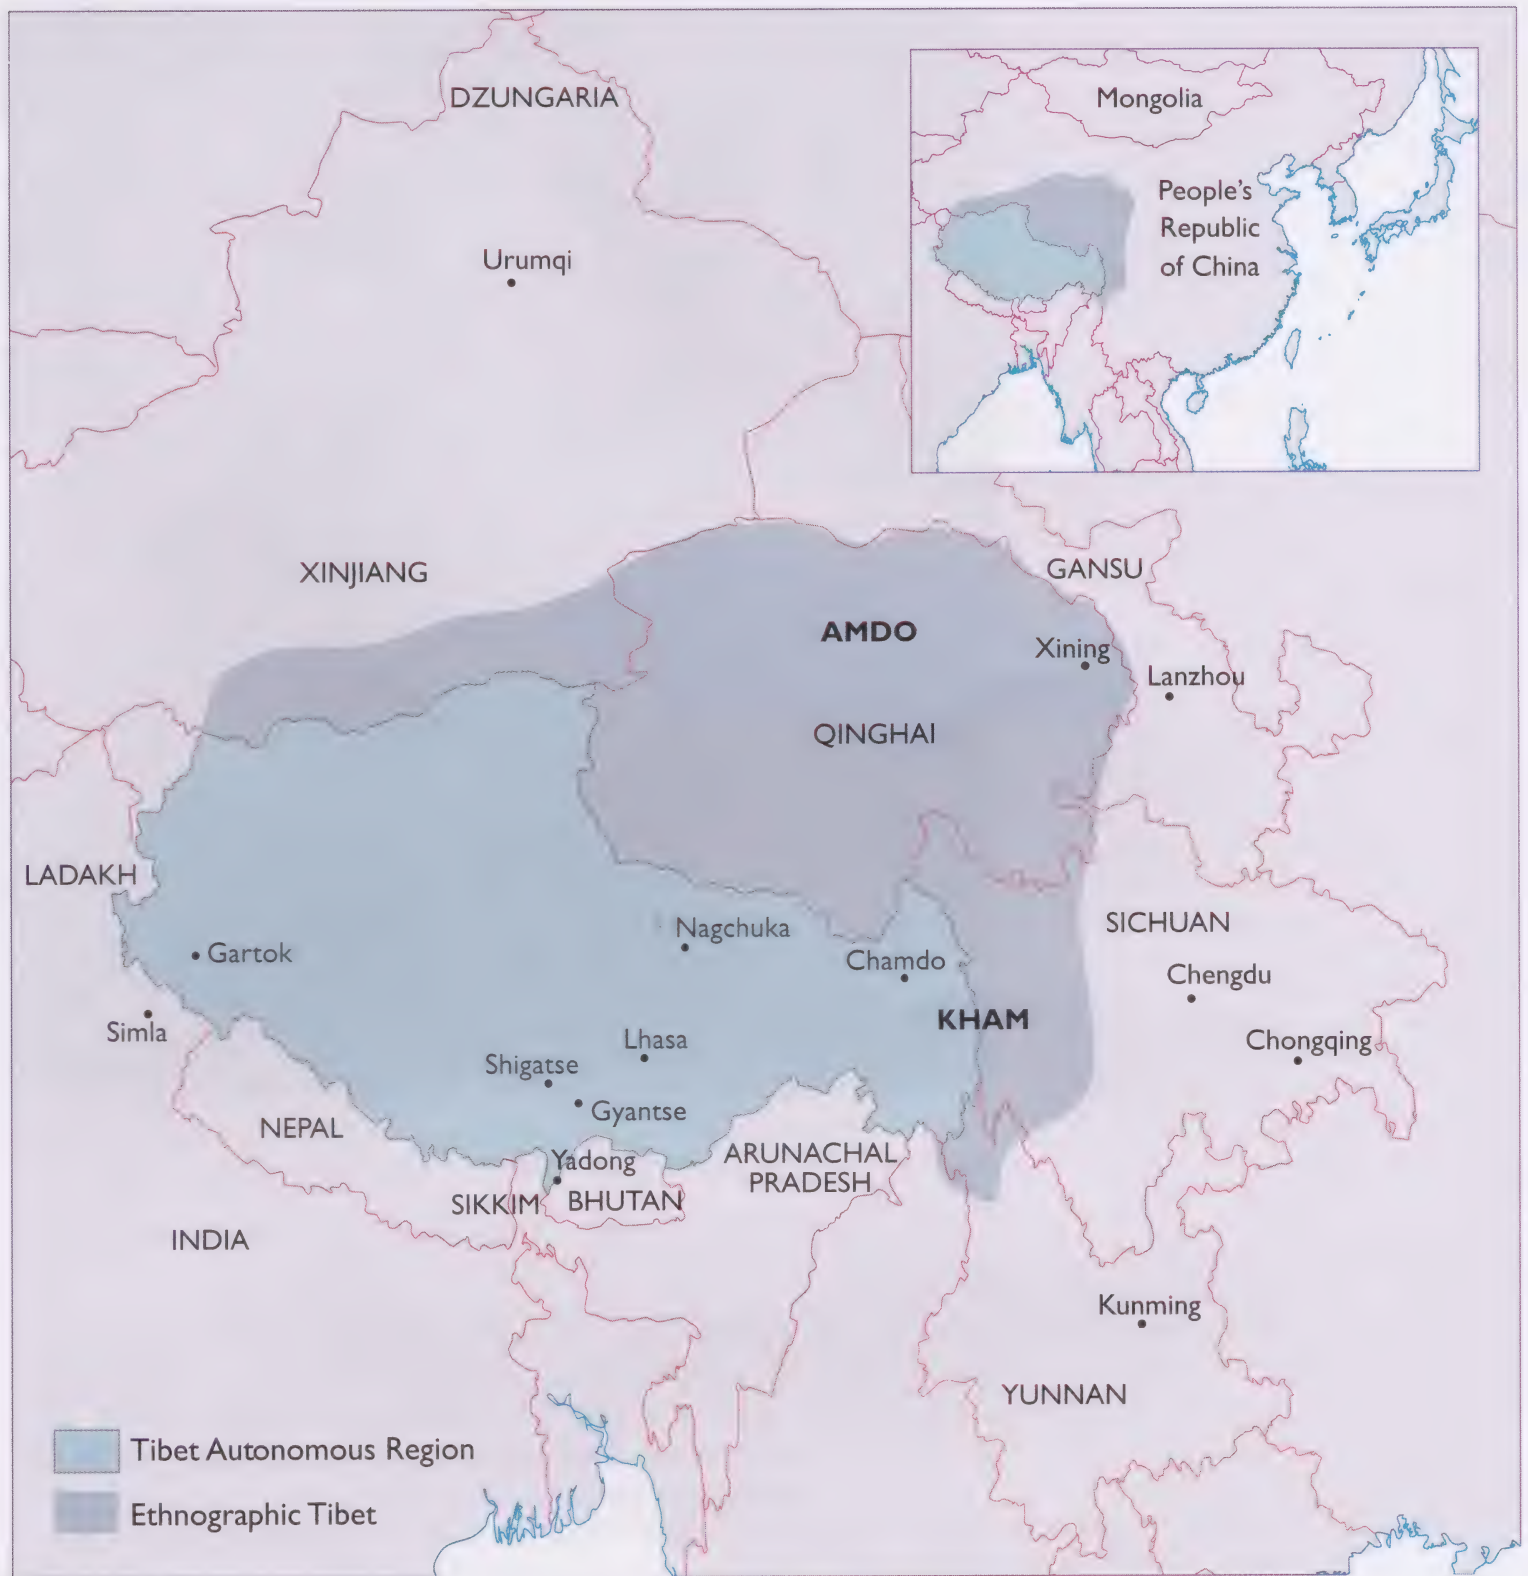 DZUNGARIA
Mongolia
People's
Republic
of China
Urumqi
XINJIANG
GANSU
AMDO
Xining
Lanzhou
QINGHAI
LADAKH
SICHUAN
Nagchuka
Gartok
Chamdo
Chengdu
KHAM
Simla
Lhasa
Chongqing
Shigatse
Gyantse
NEPAL
ARUNACHAL
PRADESH
Yadong
SIKKIM
BHUTAN
INDIA
Kunming
YUNNAN
Tibet Autonomous Region
Ethnographic Tibet